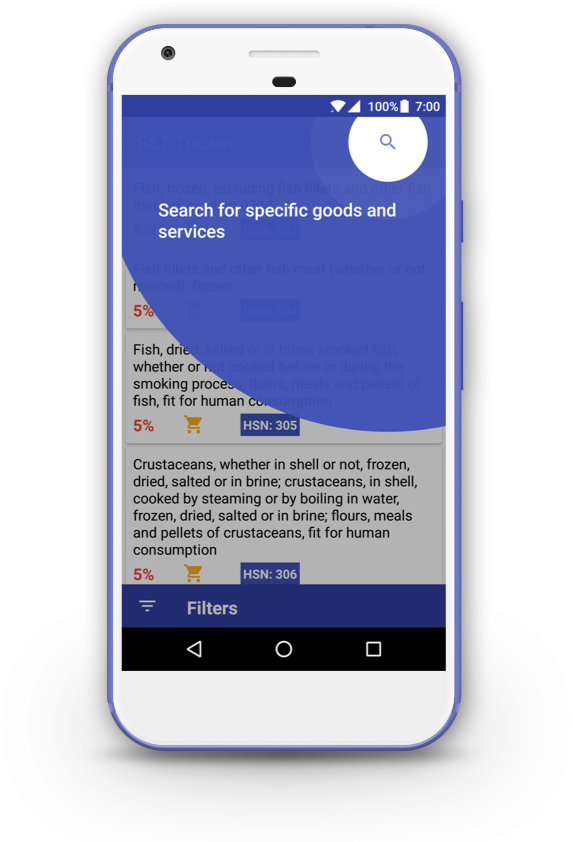 100% 7:00
GST Tracker
Fish, frozen, excluding fish fillets and other fish
Search for specific goods and
services
Fish fillets and other fish meat (whether or not
minced), frozen
5% HSN: 304
Fish, dried, salted or in brine; smoked fish,
whether or not cooked before or during the
smoking process; flours, meals and pellets of
fish, fit for human consumption
5% HSN: 305
Crustaceans, whether in shell or not, frozen,
dried, salted or in brine; crustaceans, in shell,
cooked by steaming or by boiling in water,
frozen, dried, salted or in brine; flours, meals
and pellets of crustaceans, fit for human
consumption
5% HSN: 306
Filters